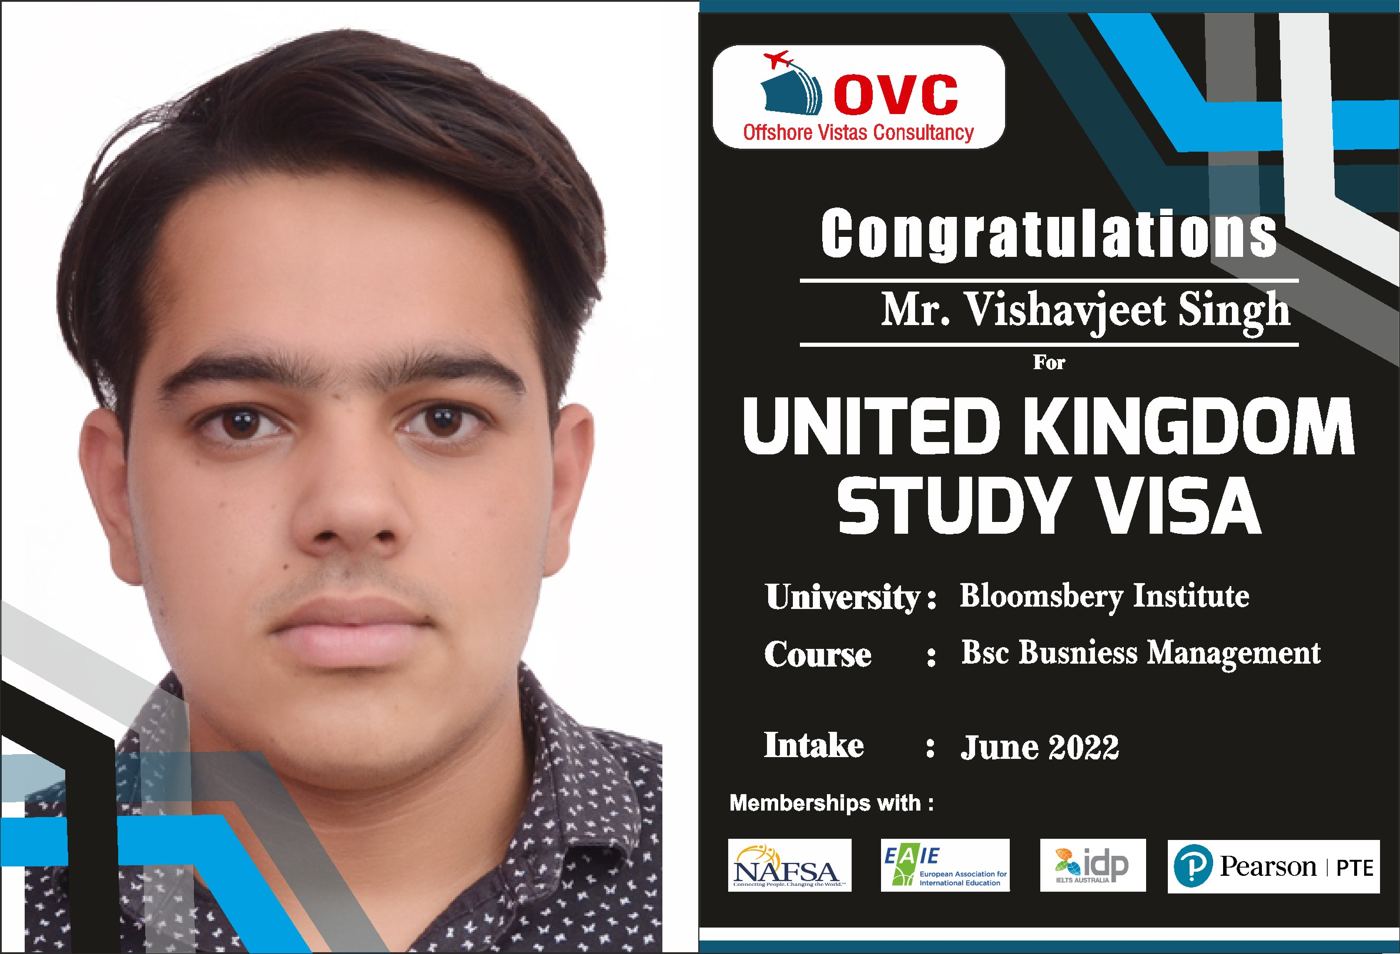 OVC
Offshore Vistas Consultancy
Congratulations
Mr. Vishavjeet Singh
For
UNITED KINGDOM
STUDY VISA
University : Bloomsbery Institute
Course : Bsc Busniess Management
Intake : June 2022
Memberships with :
NAFSA
Connecting People. Changing the World.™
EAIE
European Association for
International Education
idp
IELTS AUSTRALIA
Pearson | PTE